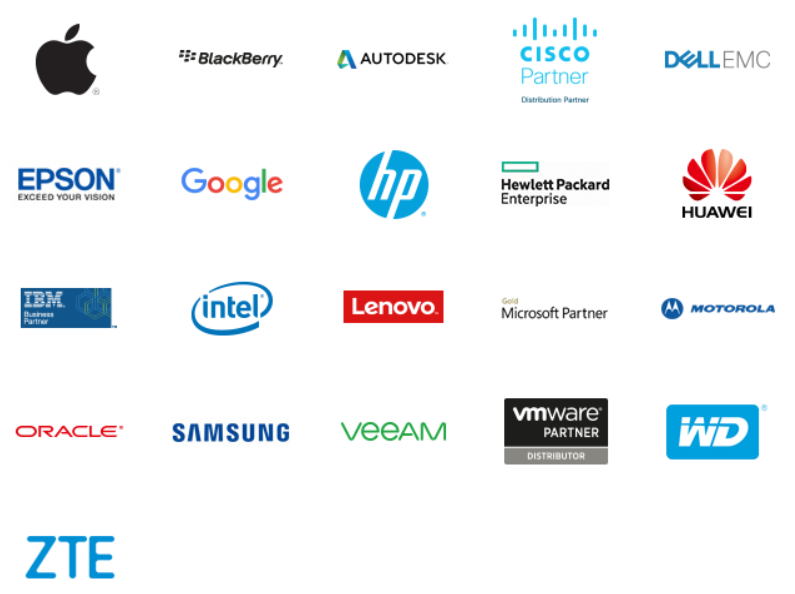 BlackBerry.
AUTODESK
CISCO
Partner
Distribution Partner
DELLEMC
EPSON®
EXCEED YOUR VISION
Google
hp
®
Hewlett Packard
Enterprise
HUAWEI
IBM
Business
Partner
intel®
Lenovo
Gold
Microsoft Partner
MOTOROLA
ORACLE®
SAMSUNG
veeAM
vmware®
PARTNER
DISTRIBUTOR
WD®
ZTE